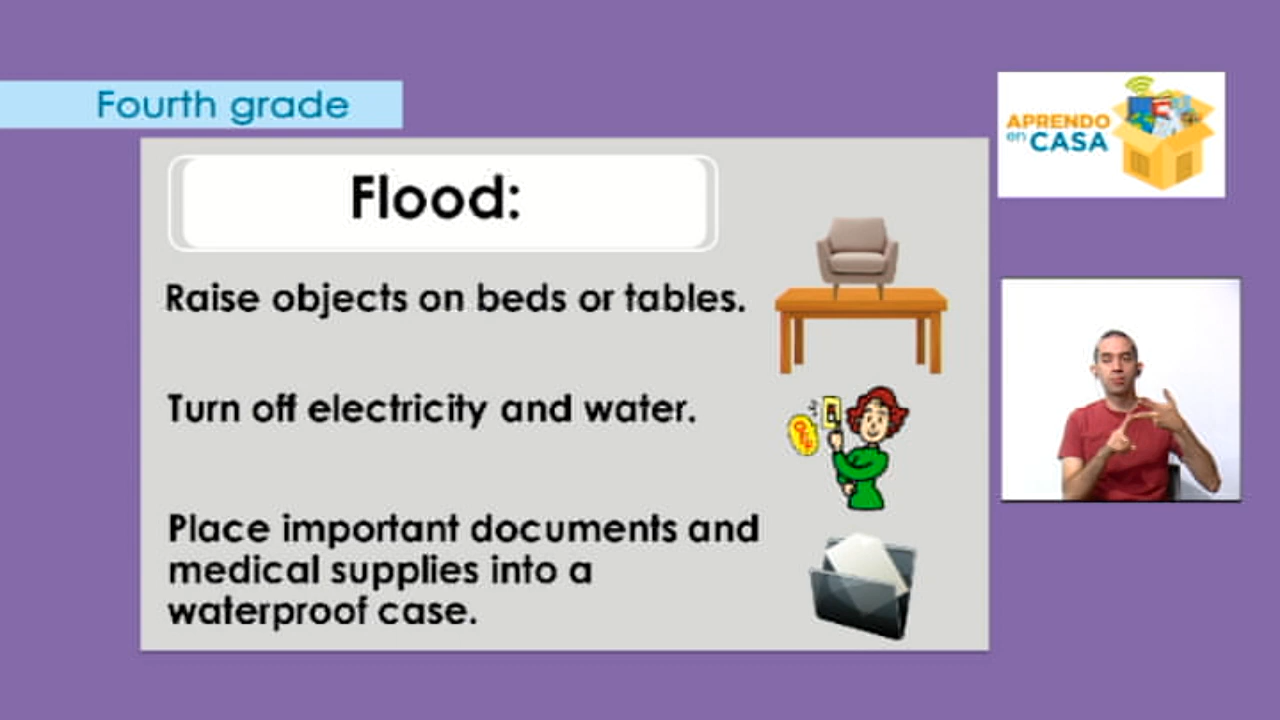 Fourth grade
APRENDO
en CASA
Flood:
Raise objects on beds or tables.
Turn off electricity and water.
Place important documents and
medical supplies into a
waterproof case.